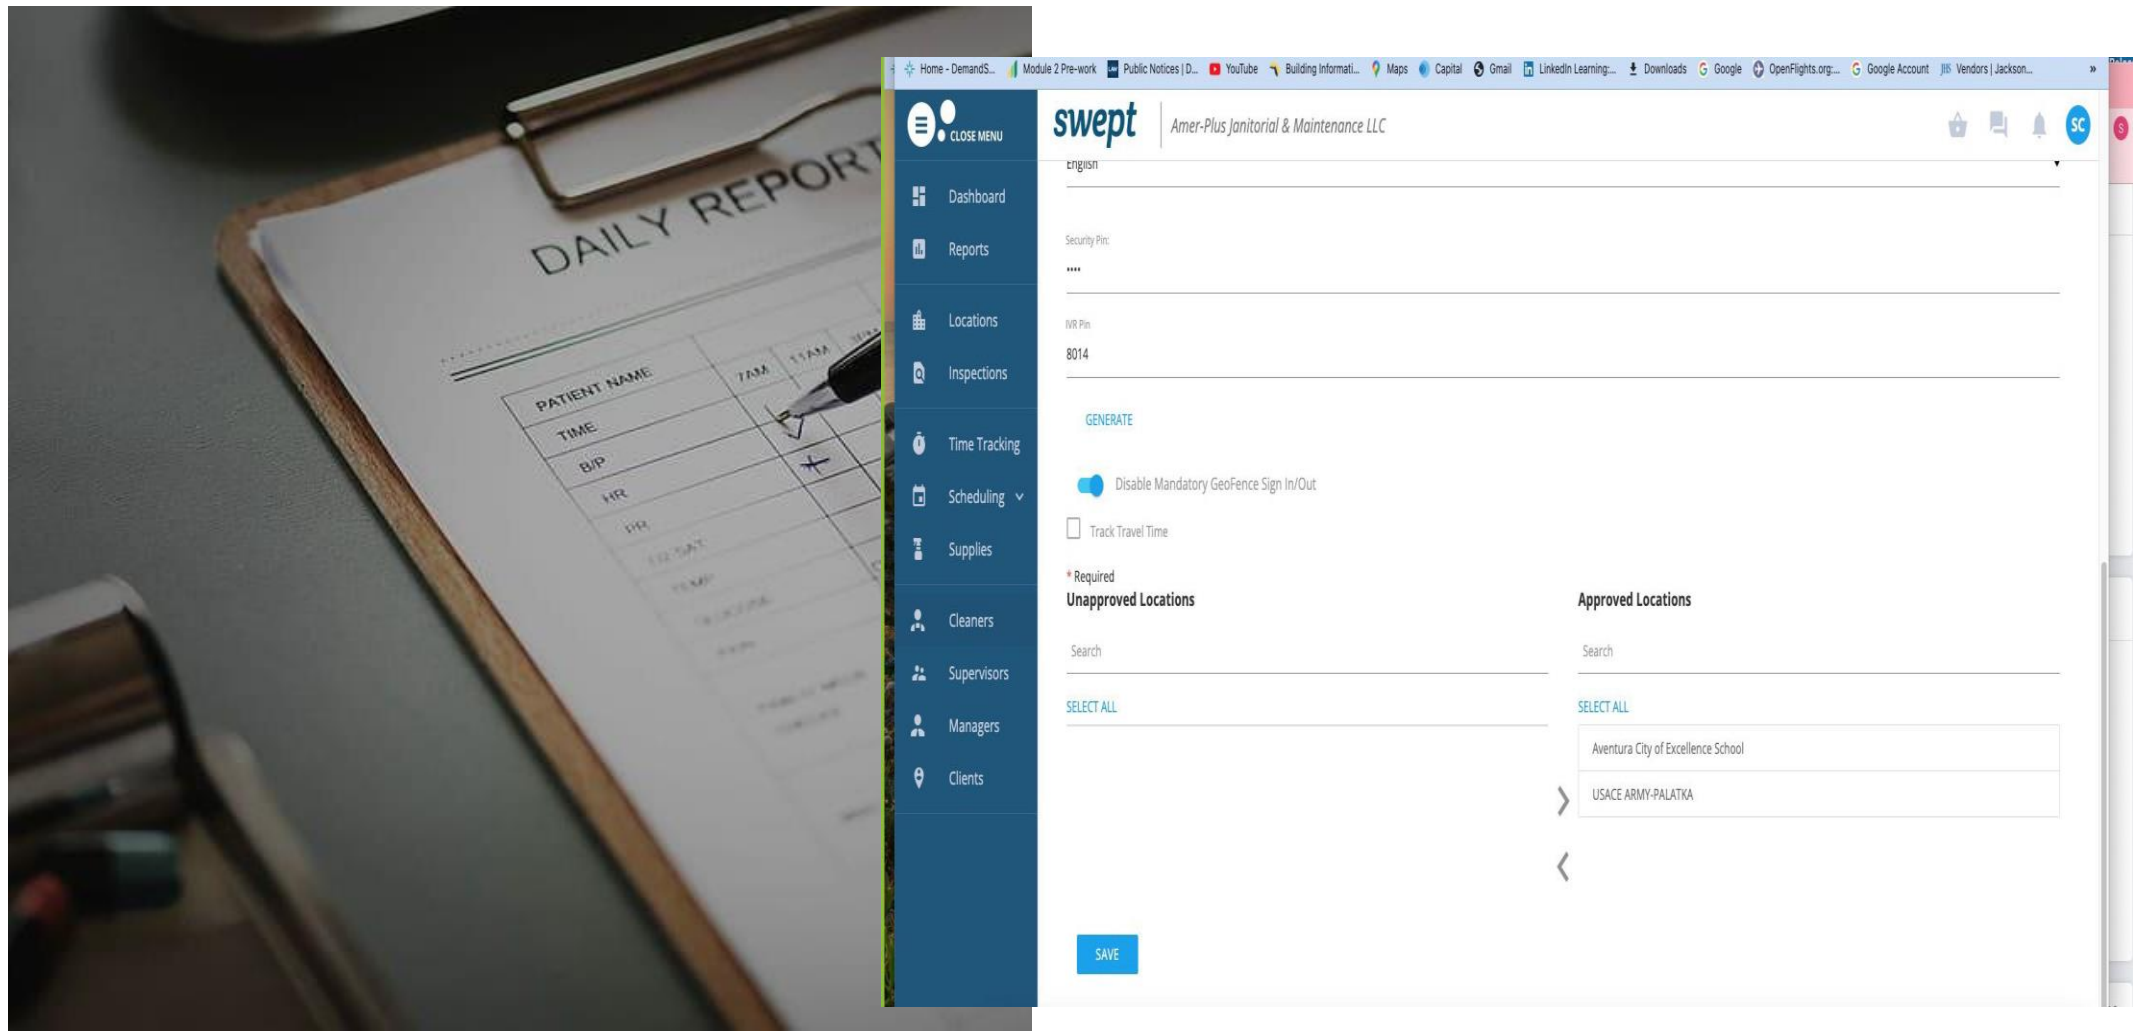 DAILY REPORT
7AM 11AM
PATIENT NAME
TIME
B/P
HR
Home - DemandS... Module 2 Pre-work Public Notices | D... YouTube Building Informati... Maps Capital Gmail LinkedIn Learning:... Downloads Google OpenFlights.org:... Google Account Vendors | Jackson... »
CLOSE MENU
swept
Amer-Plus Janitorial & Maintenance LLC
SC
S
Dashboard
Reports
Locations
Inspections
Time Tracking
Scheduling
Supplies
Cleaners
Supervisors
Managers
Clients
English
Security Pin:
••••
IVR Pin
8014
GENERATE
Disable Mandatory GeoFence Sign In/Out
Track Travel Time
* Required
Unapproved Locations
Search
SELECT ALL
Approved Locations
Search
SELECT ALL
Aventura City of Excellence School
USACE ARMY-PALATKA
SAVE